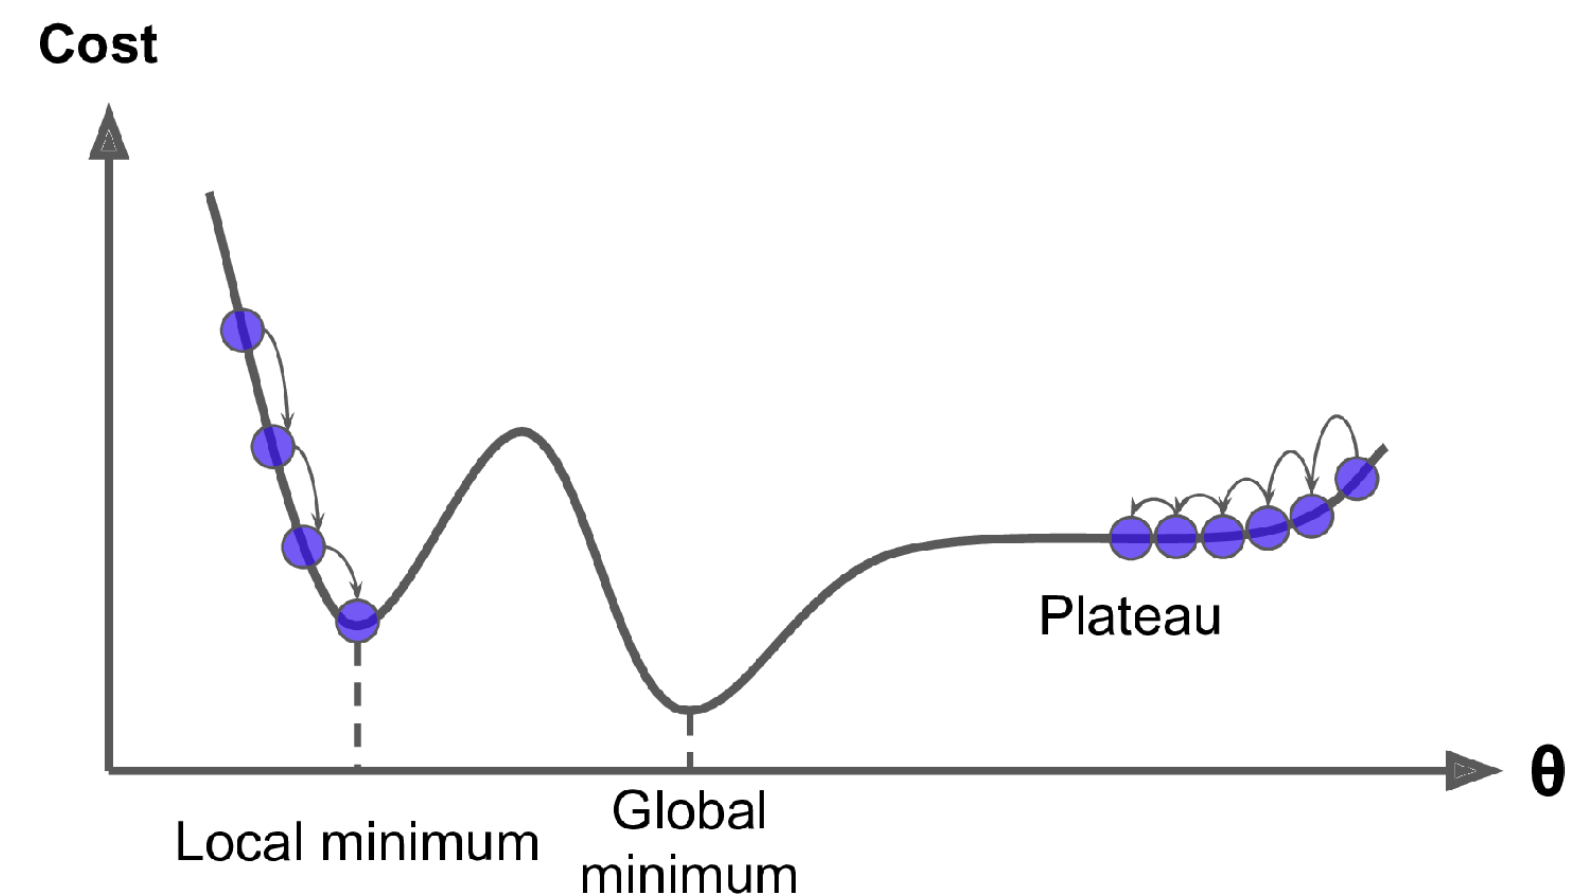 Cost
Plateau
θ
Local minimum
Global
minimum